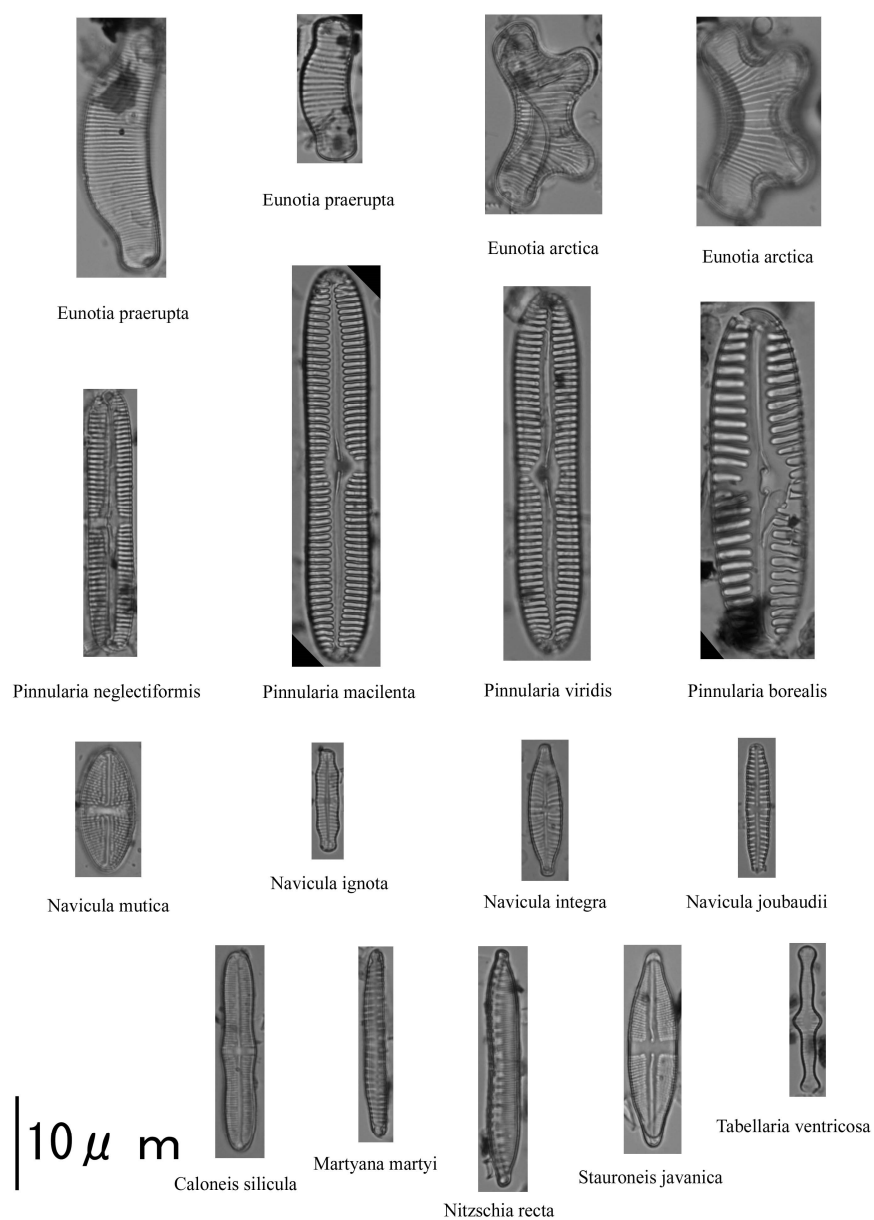 Eunotia praerupta
Eunotia praerupta
Eunotia arctica
Eunotia arctica
Pinnularia neglectiformis
Pinnularia macilenta
Pinnularia viridis
Pinnularia borealis
Navicula mutica
Navicula ignota
Navicula integra
Navicula joubaudii
Caloneis silicula
Martyana martyi
Nitzschia recta
Stauroneis javanica
Tabellaria ventricosa
10μ m